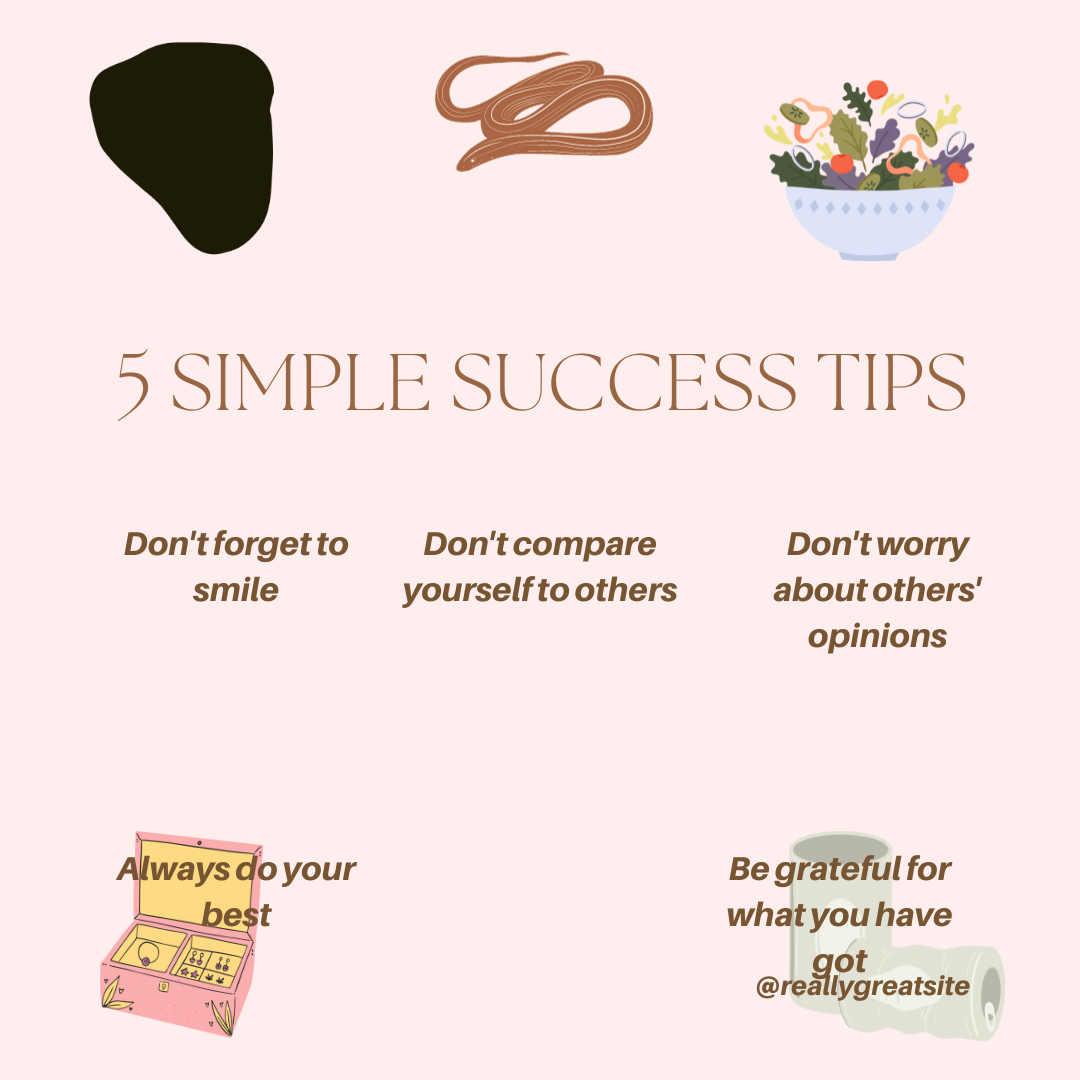 5 SIMPLE SUCCESS TIPS
Don't forget to
smile
Don't compare
yourself to others
Don't worry
about others'
opinions
Always do your
best
Be grateful for
what you have
got
@reallygreatsite